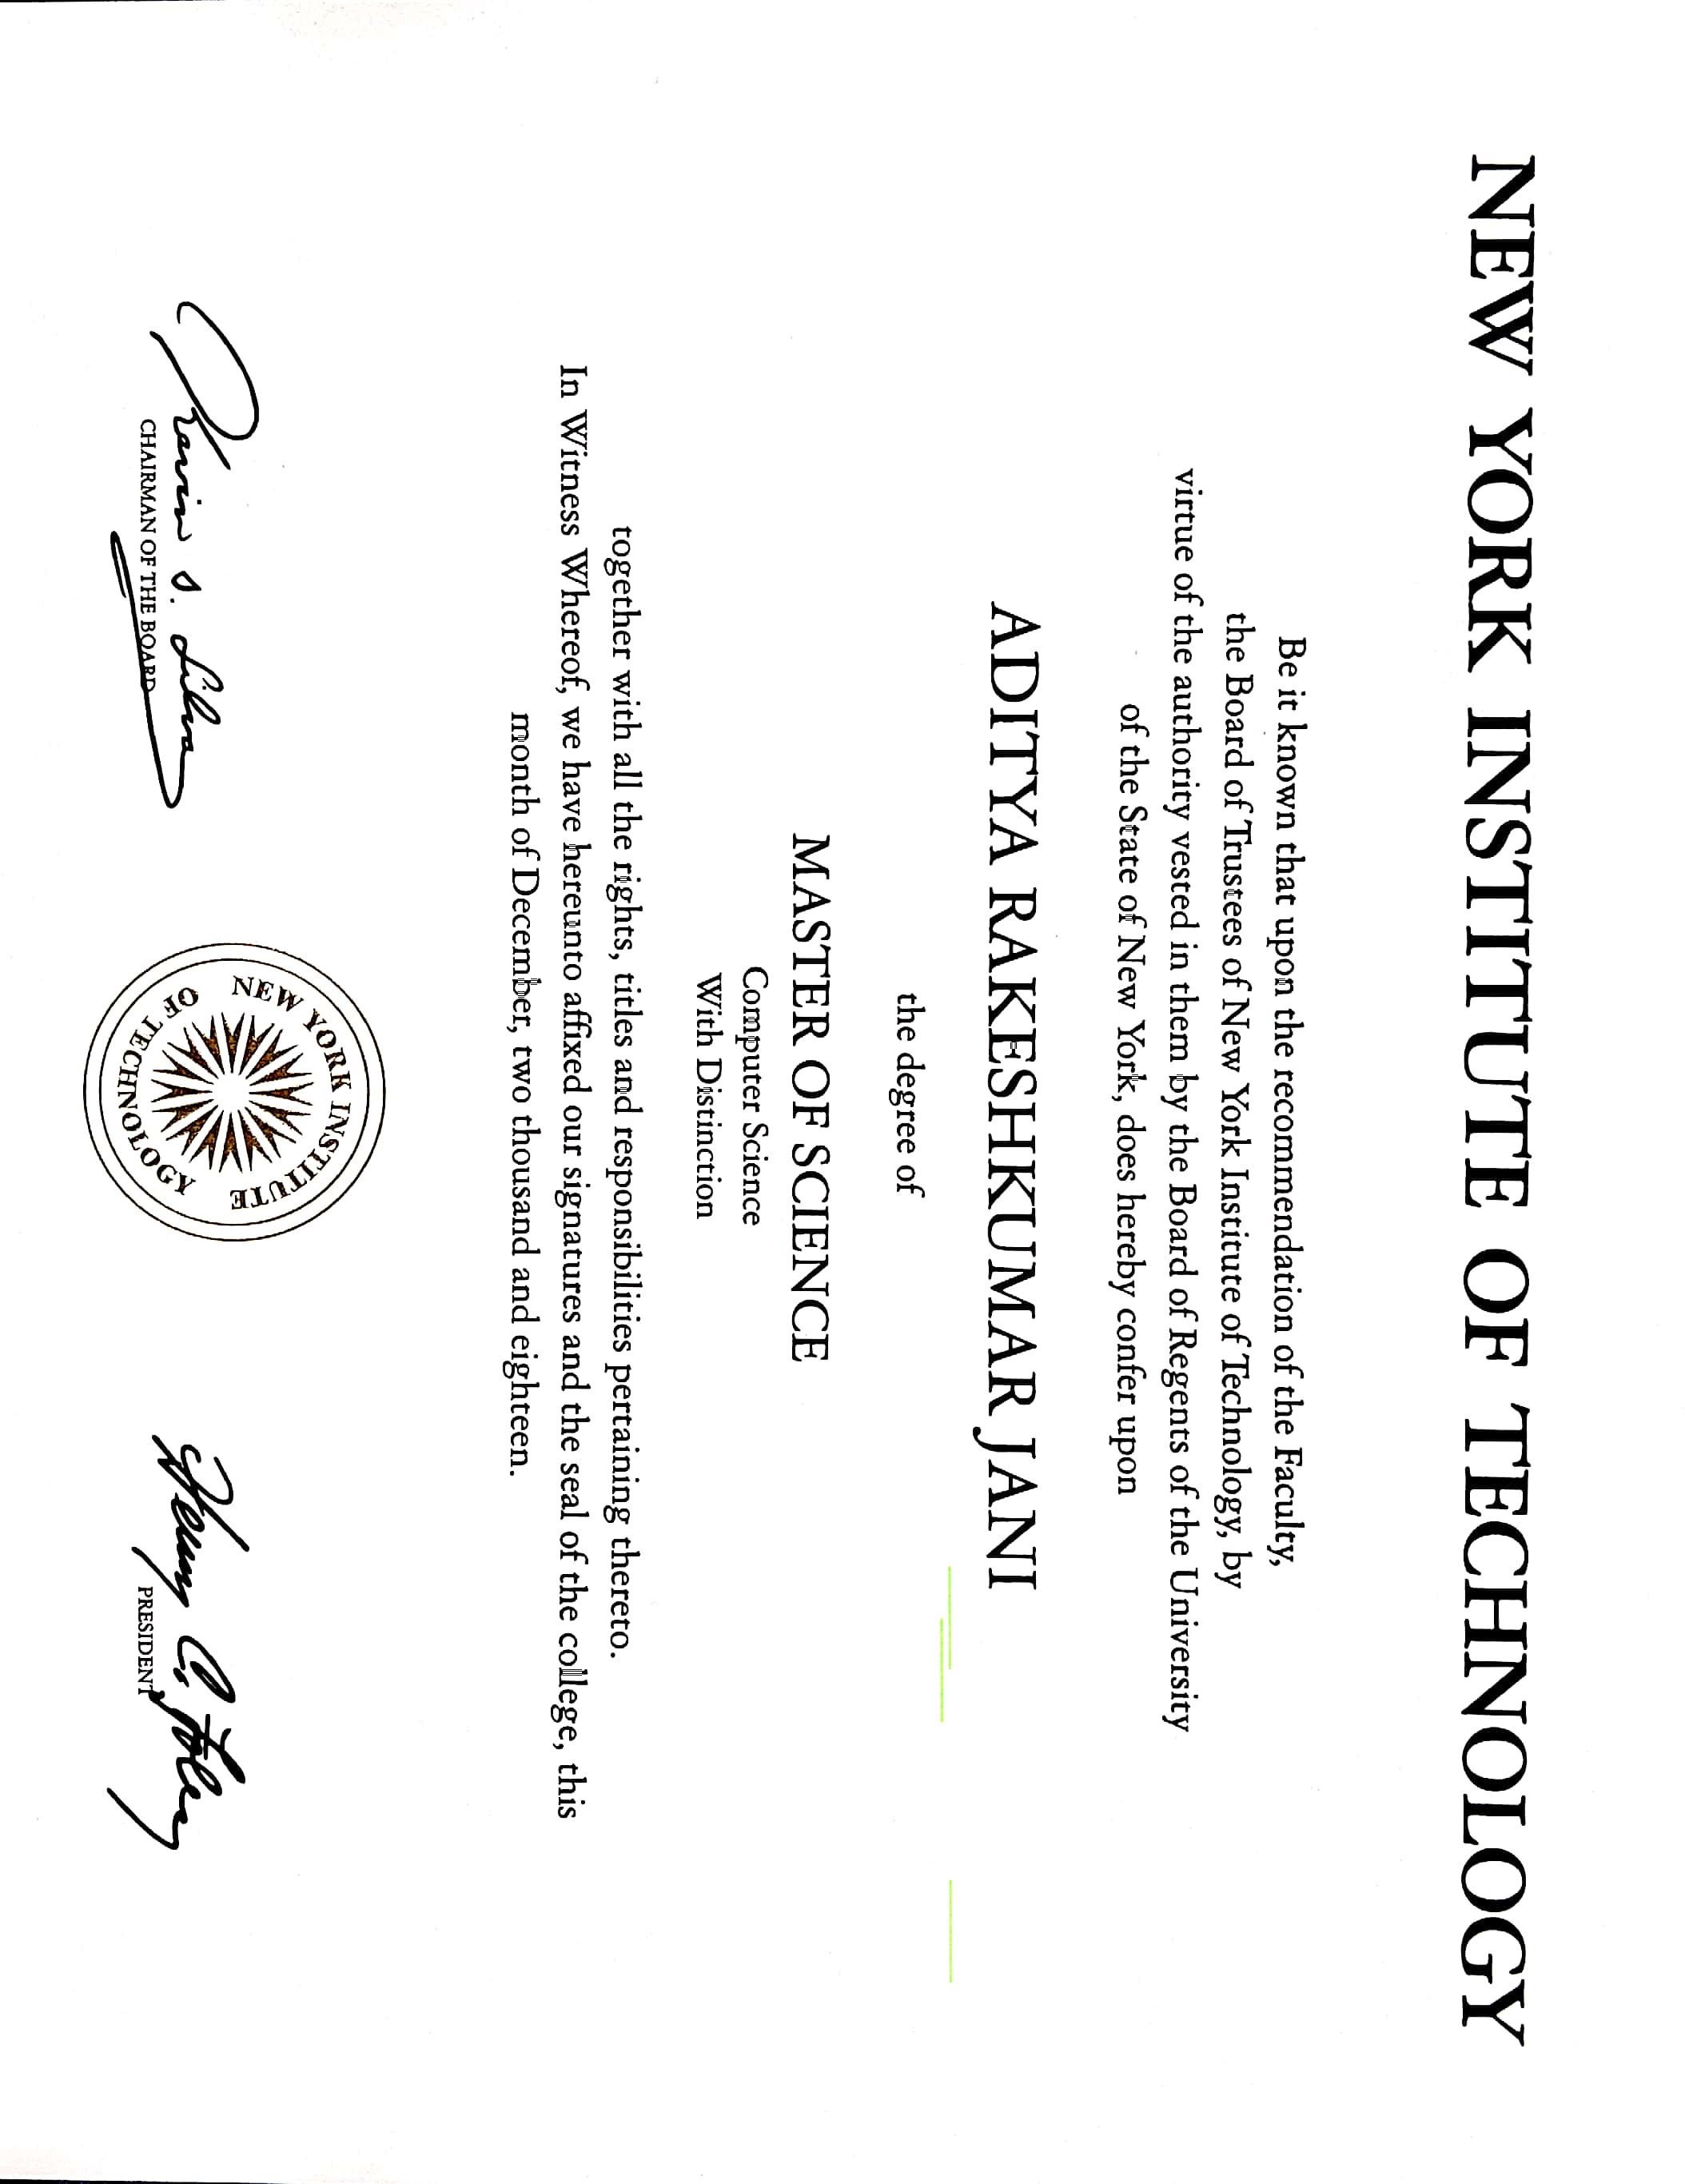 NEW YORK INSTITUTE OF TECHNOLOGY
Be it known that upon the recommendation of the Faculty,
the Board of Trustees of New York Institute of Technology, by
virtue of the authority vested in them by the Board of Regents of the University
of the State of New York, does hereby confer upon
ADITYA RAKESHKUMAR JANI
the degree of
MASTER OF SCIENCE
Computer Science
With Distinction
together with all the rights, titles and responsibilities pertaining thereto.
In Witness Whereof, we have hereunto affixed our signatures and the seal of the college, this
month of December, two thousand and eighteen.
Kevin D. Silva
CHAIRMAN OF THE BOARD
NEW YORK INSTITUTE
OF TECHNOLOGY
Henry C. Foley
PRESIDENT